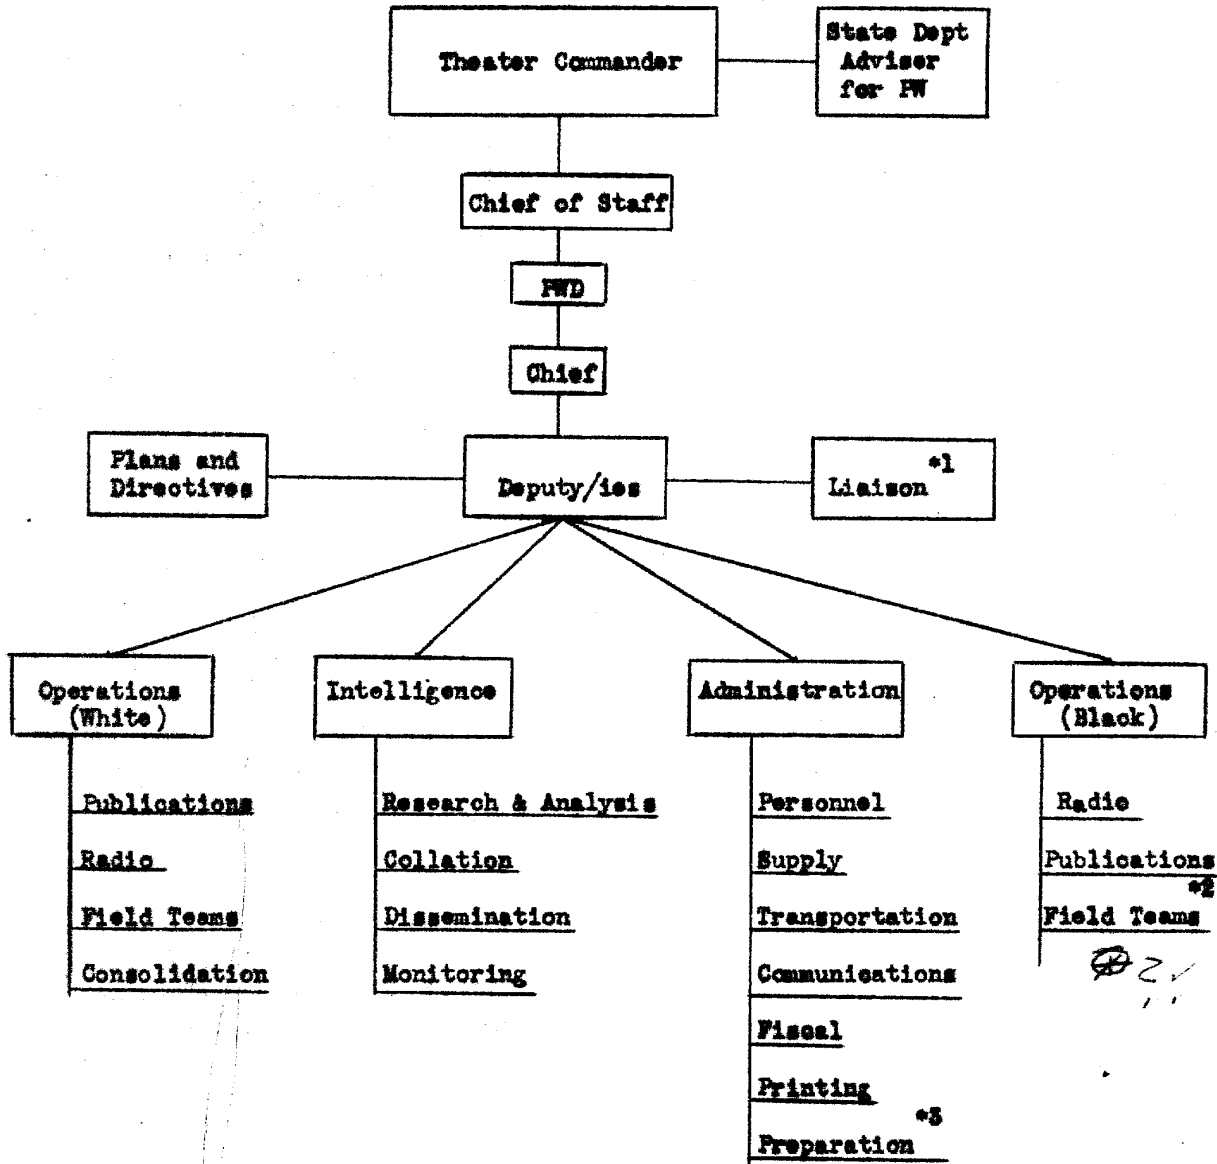 Theater Commander
State Dept
Adviser
for PW
Chief of Staff
PWD
Chief
Plans and
Directives
Deputy/ies
*1
Liaison
Operations
(White)
Intelligence
Administration
Operations
(Black)
Publications
Research & Analysis
Personnel
Radio
Radio
Collation
Supply
Publications
*2
Field Teams
Dissemination
Transportation
Field Teams
Consolidation
Monitoring
Communications
2
Fiscal
Printing
*3
Preparation